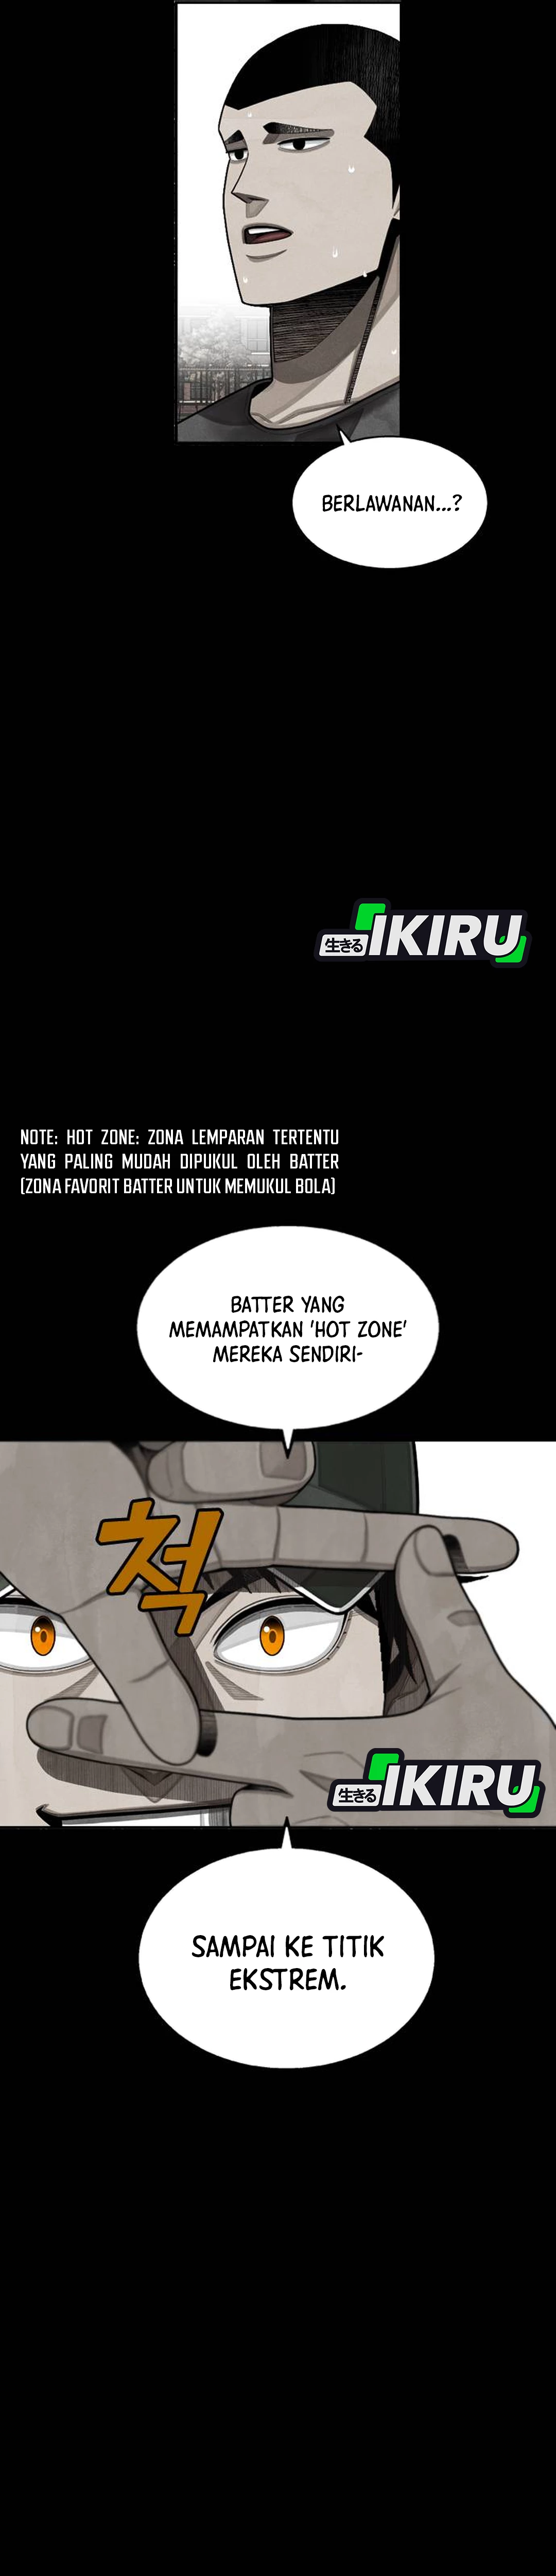 BERLAWANAN...?
生きる IKIRU
NOTE: HOT ZONE: ZONA LEMPARAN TERTENTU
YANG PALING MUDAH DIPUKUL OLEH BATTER
(ZONA FAVORIT BATTER UNTUK MEMUKUL BOLA)
BATTER YANG
MEMAMPATKAN 'HOT ZONE'
MEREKA SENDIRI-
척
生きる IKIRU
SAMPAI KE TITIK
EKSTREM.